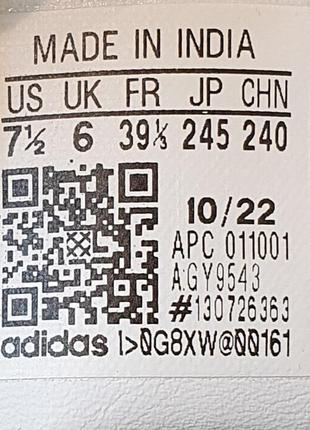 MADE IN INDIA
US UK FR JP CHN
7½ 6 39⅓ 245 240
10/22
APC 011001
A:GY9543
#130726363
adidas I>0G8XW@00161